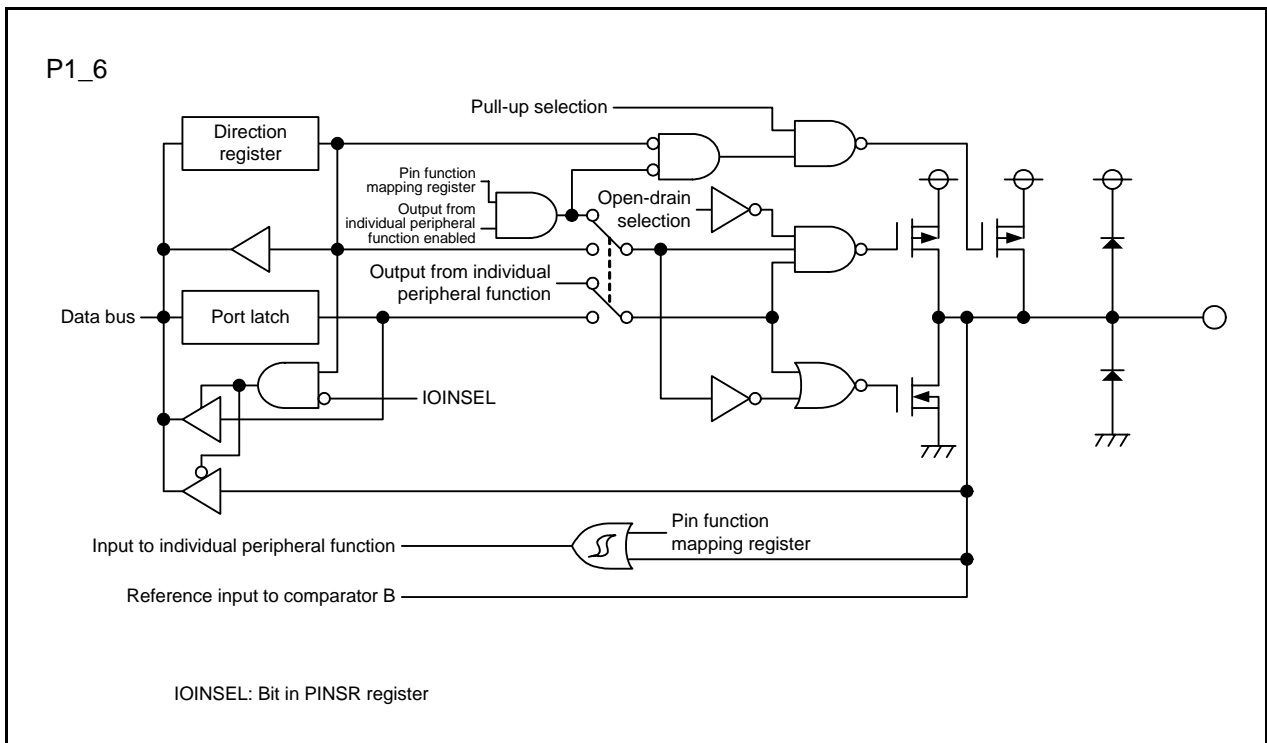 P1_6
Pull-up selection
Direction
register
Pin function
mapping register
Output from
individual peripheral
function enabled
Open-drain
selection
Output from individual
peripheral function
Data bus
Port latch
IOINSEL
Pin function
mapping register
Input to individual peripheral function
Reference input to comparator B
IOINSEL: Bit in PINSR register